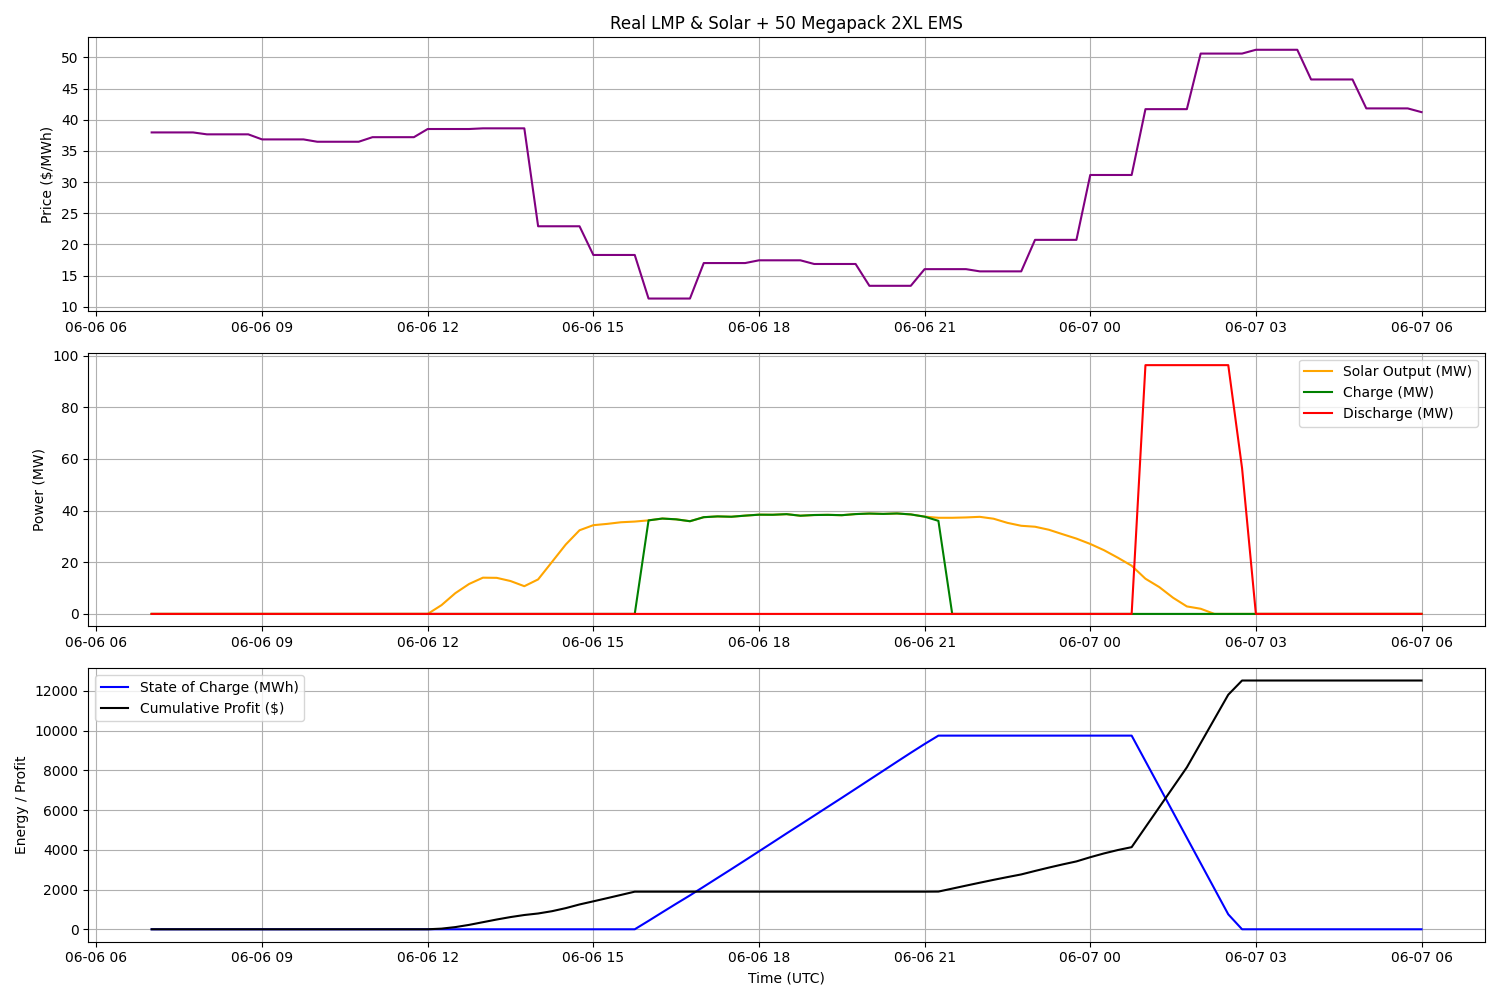 Real LMP & Solar + 50 Megapack 2XL EMS
Price ($/MWh)
50
45
40
35
30
25
20
15
10
06-06 06 06-06 09 06-06 12 06-06 15 06-06 18 06-06 21 06-07 00 06-07 03 06-07 06
Power (MW)
100
80
60
40
20
0
Solar Output (MW)
Charge (MW)
Discharge (MW)
06-06 06 06-06 09 06-06 12 06-06 15 06-06 18 06-06 21 06-07 00 06-07 03 06-07 06
Energy / Profit
12000
10000
8000
6000
4000
2000
0
State of Charge (MWh)
Cumulative Profit ($)
06-06 06 06-06 09 06-06 12 06-06 15 06-06 18 06-06 21 06-07 00 06-07 03 06-07 06
Time (UTC)